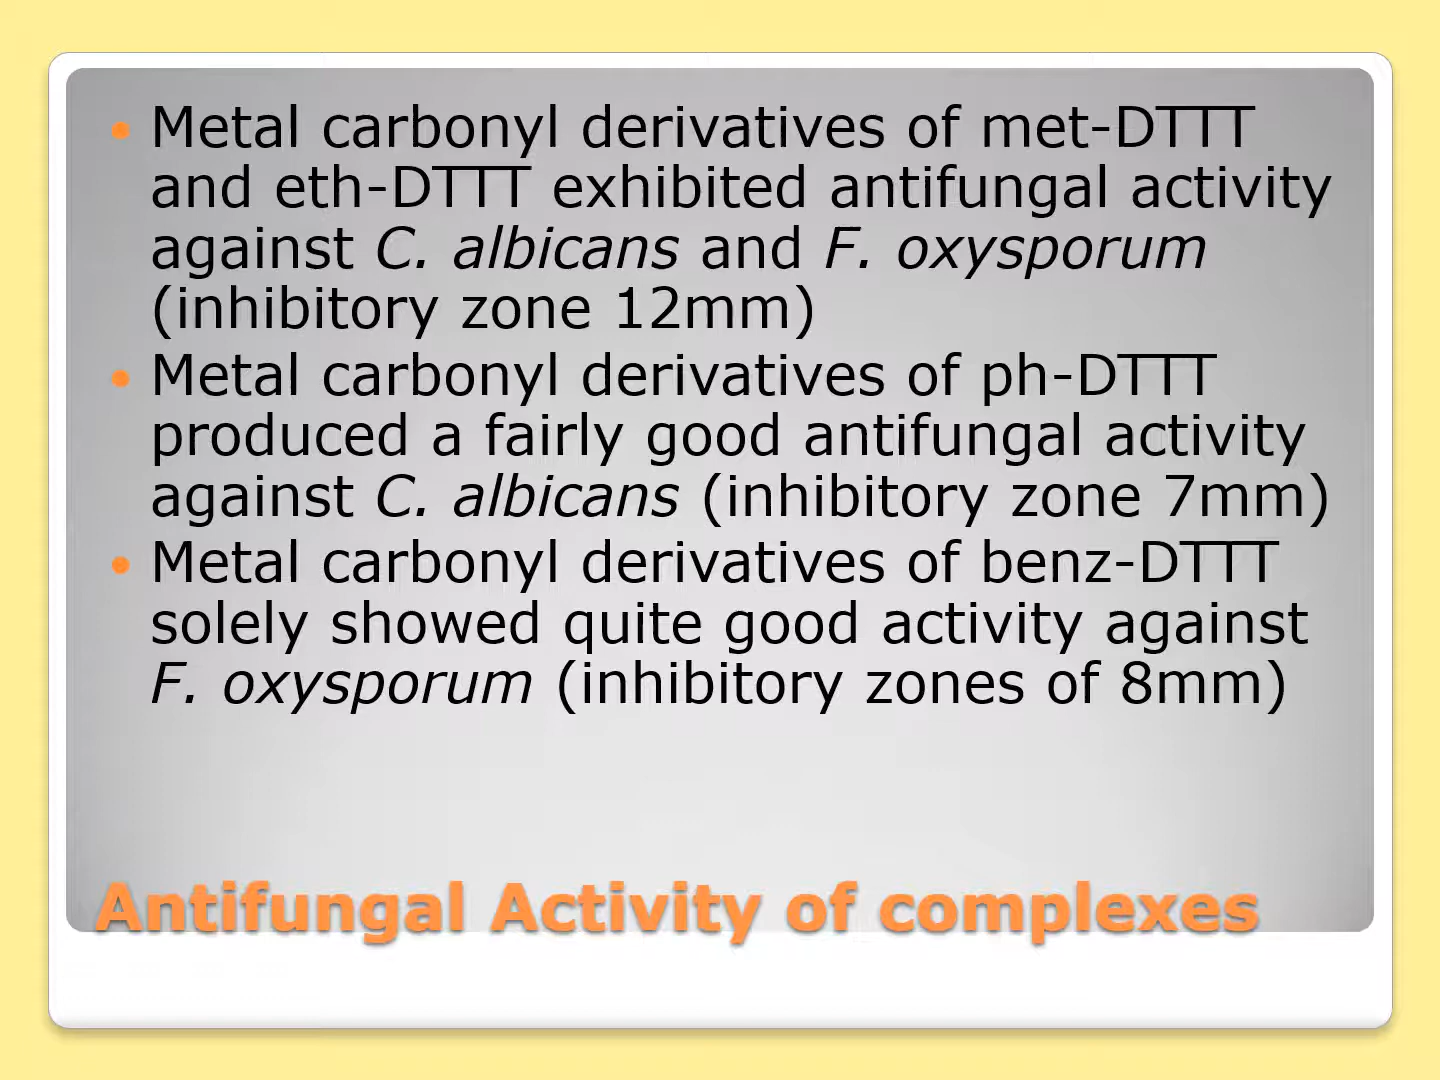 Metal carbonyl derivatives of met-DTTT
and eth-DTTT exhibited antifungal activity
against C. albicans and F. oxysporum
(inhibitory zone 12mm)
Metal carbonyl derivatives of ph-DTTT
produced a fairly good antifungal activity
against C. albicans (inhibitory zone 7mm)
Metal carbonyl derivatives of benz-DTTT
solely showed quite good activity against
F. oxysporum (inhibitory zones of 8mm)
Antifungal Activity of complexes